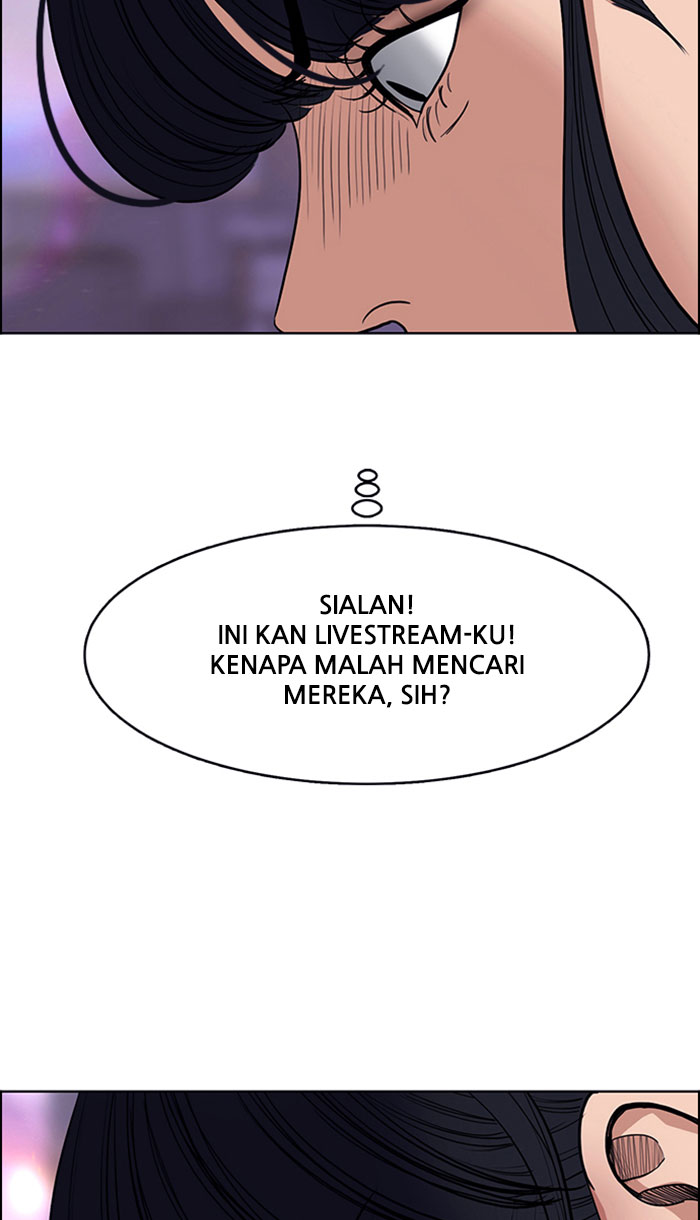 SIALAN!
INI KAN LIVESTREAM-KU!
KENAPA MALAH MENCARI
MEREKA, SIH?